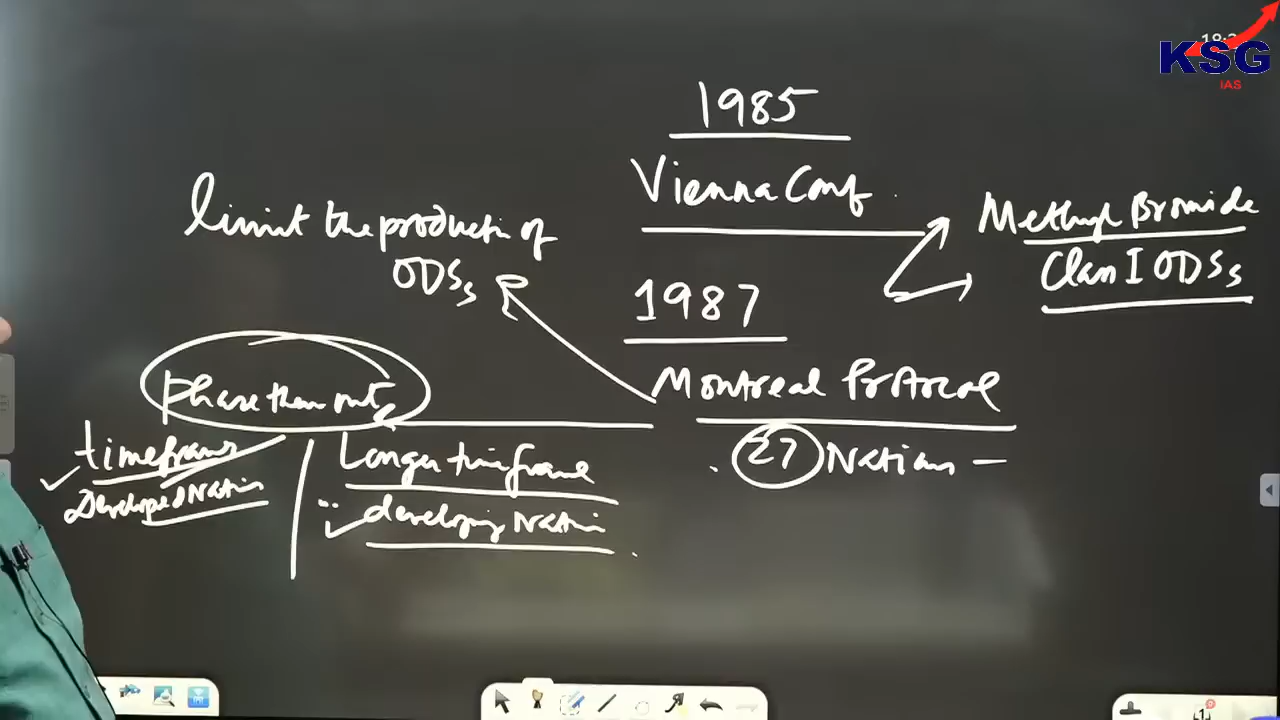 KSG
IAS
1985
Vienna Conf
Methyl Bromide
Class I ODSs
limit the production of
ODSs
1987
Montreal Protocol
27 Nations -
Phase them out
timeframe
Developed Nation
Longer timeframe
developing Nation